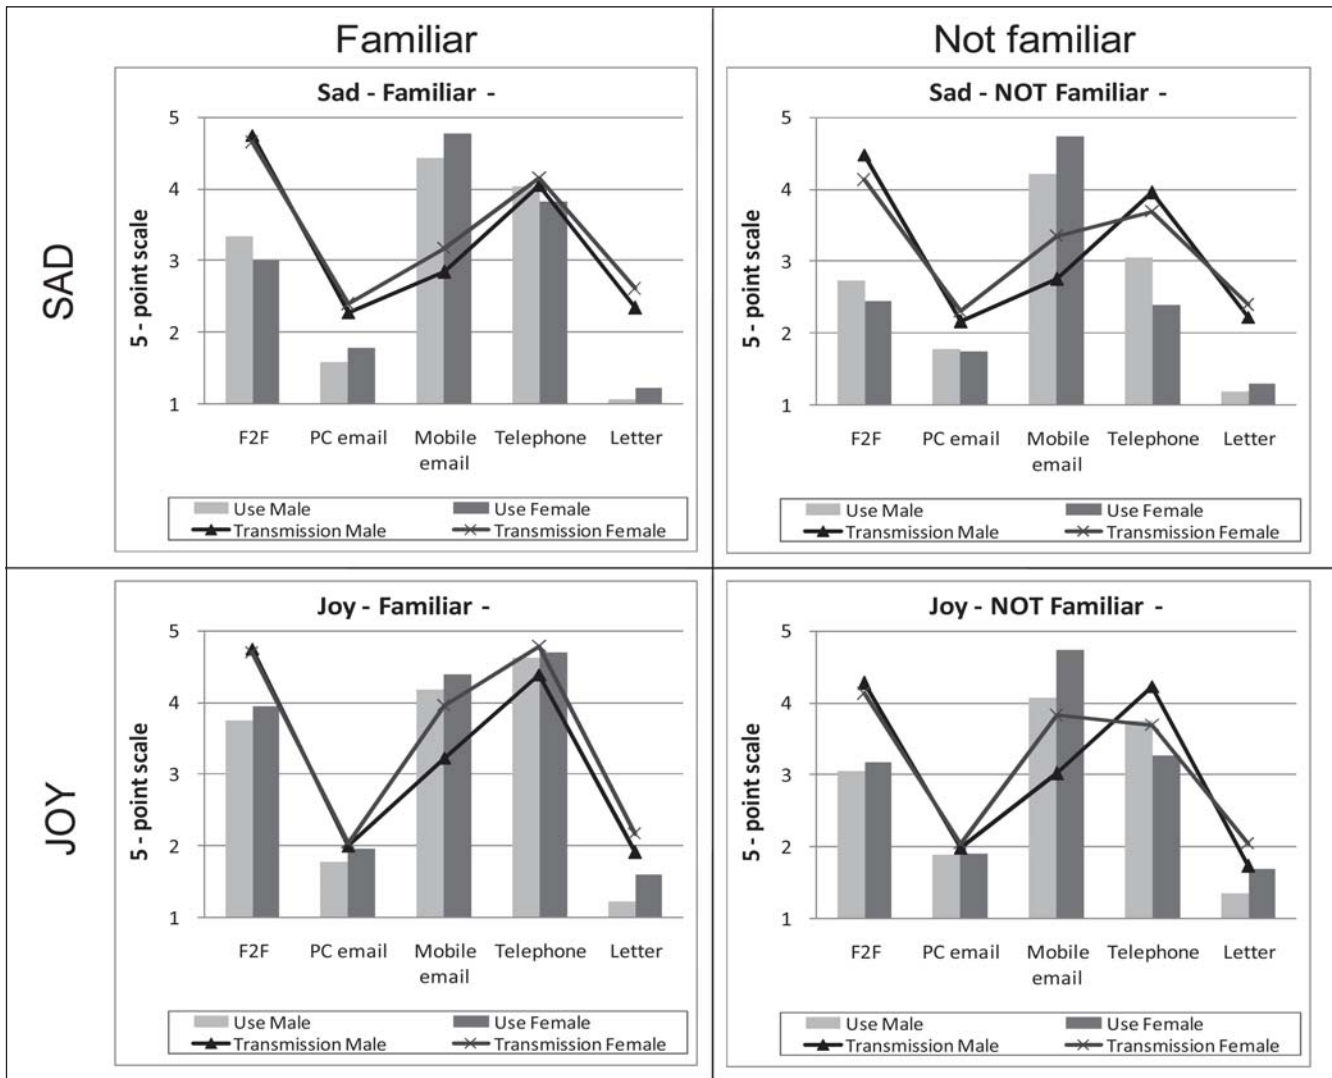 Familiar
Not familiar
SAD
Sad - Familiar -
5
4
3
2
1
5 - point scale
F2F PC email Mobile Telephone Letter
email
Use Male Use Female
Transmission Male Transmission Female
Sad - NOT Familiar -
5
4
3
2
1
5 - point scale
F2F PC email Mobile Telephone Letter
email
Use Male Use Female
Transmission Male Transmission Female
JOY
Joy - Familiar -
5
4
3
2
1
5 - point scale
F2F PC email Mobile Telephone Letter
email
Use Male Use Female
Transmission Male Transmission Female
Joy - NOT Familiar -
5
4
3
2
1
5 - point scale
F2F PC email Mobile Telephone Letter
email
Use Male Use Female
Transmission Male Transmission Female